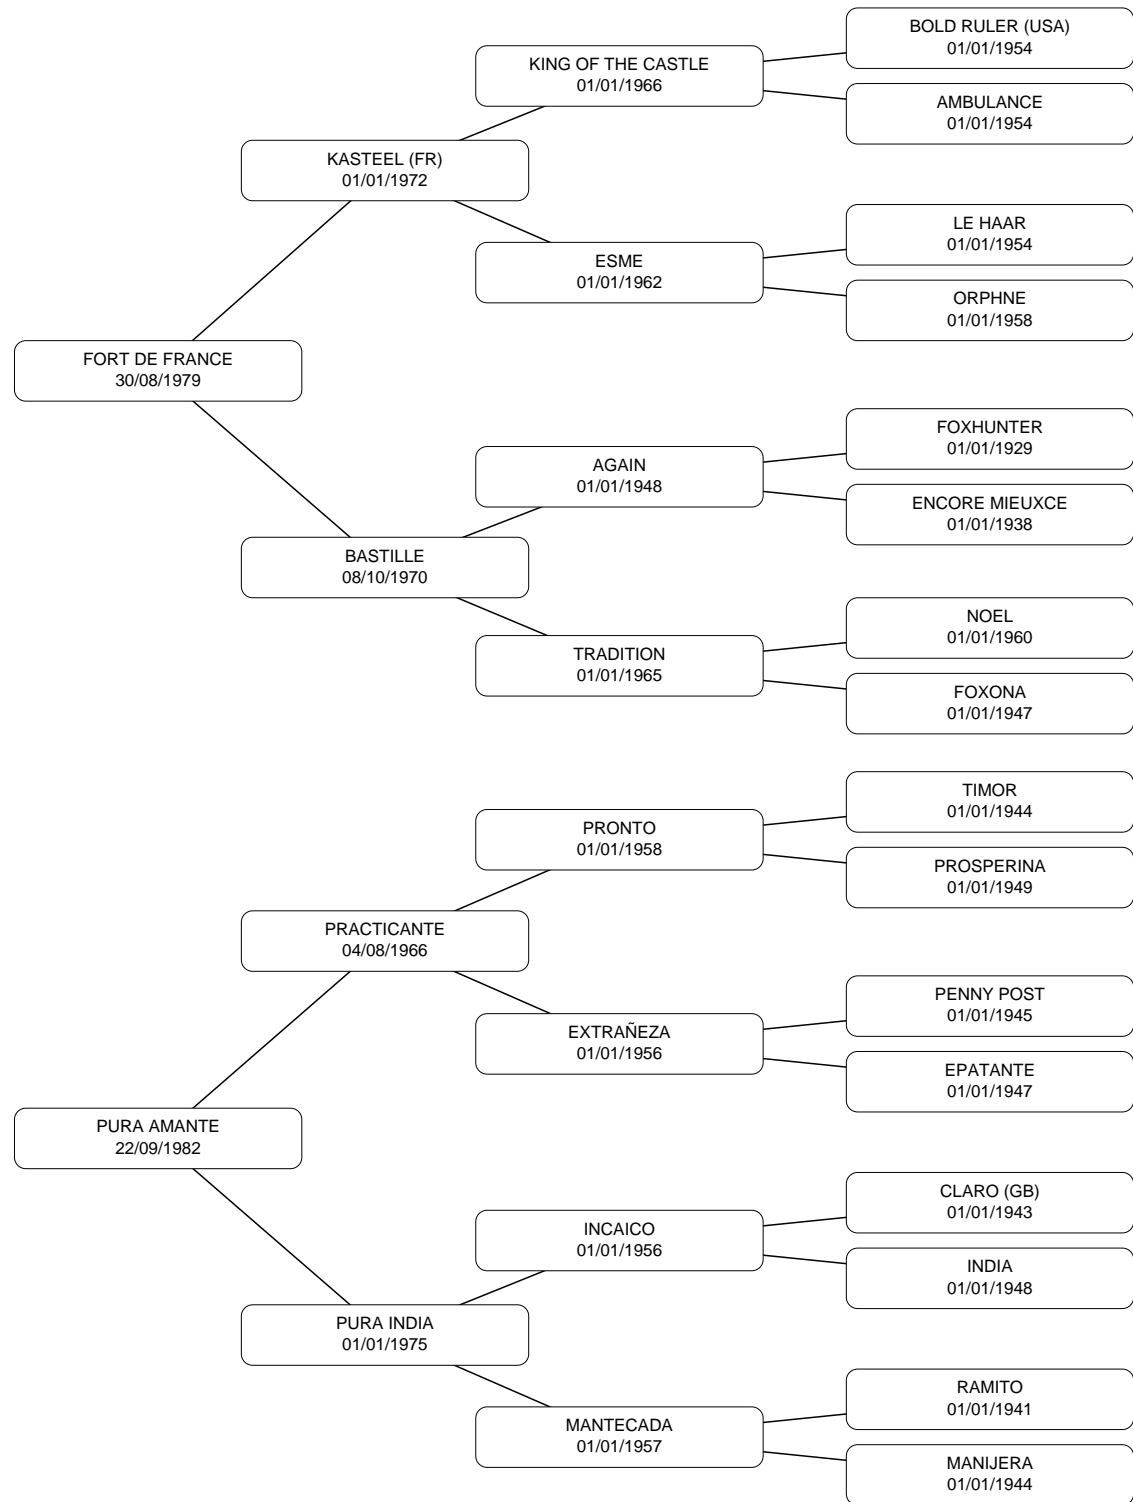 BOLD RULER (USA)
01/01/1954
KING OF THE CASTLE
01/01/1966
AMBULANCE
01/01/1954
KASTEEL (FR)
01/01/1972
LE HAAR
01/01/1954
ESME
01/01/1962
ORPHNE
01/01/1958
FORT DE FRANCE
30/08/1979
FOXHUNTER
01/01/1929
AGAIN
01/01/1948
ENCORE MIEUXCE
01/01/1938
BASTILLE
08/10/1970
NOEL
01/01/1960
TRADITION
01/01/1965
FOXONA
01/01/1947
TIMOR
01/01/1944
PRONTO
01/01/1958
PROSPERINA
01/01/1949
PRACTICANTE
04/08/1966
PENNY POST
01/01/1945
EXTRAÑEZA
01/01/1956
EPATANTE
01/01/1947
PURA AMANTE
22/09/1982
CLARO (GB)
01/01/1943
INCAICO
01/01/1956
INDIA
01/01/1948
PURA INDIA
01/01/1975
RAMITO
01/01/1941
MANTECADA
01/01/1957
MANIJERA
01/01/1944